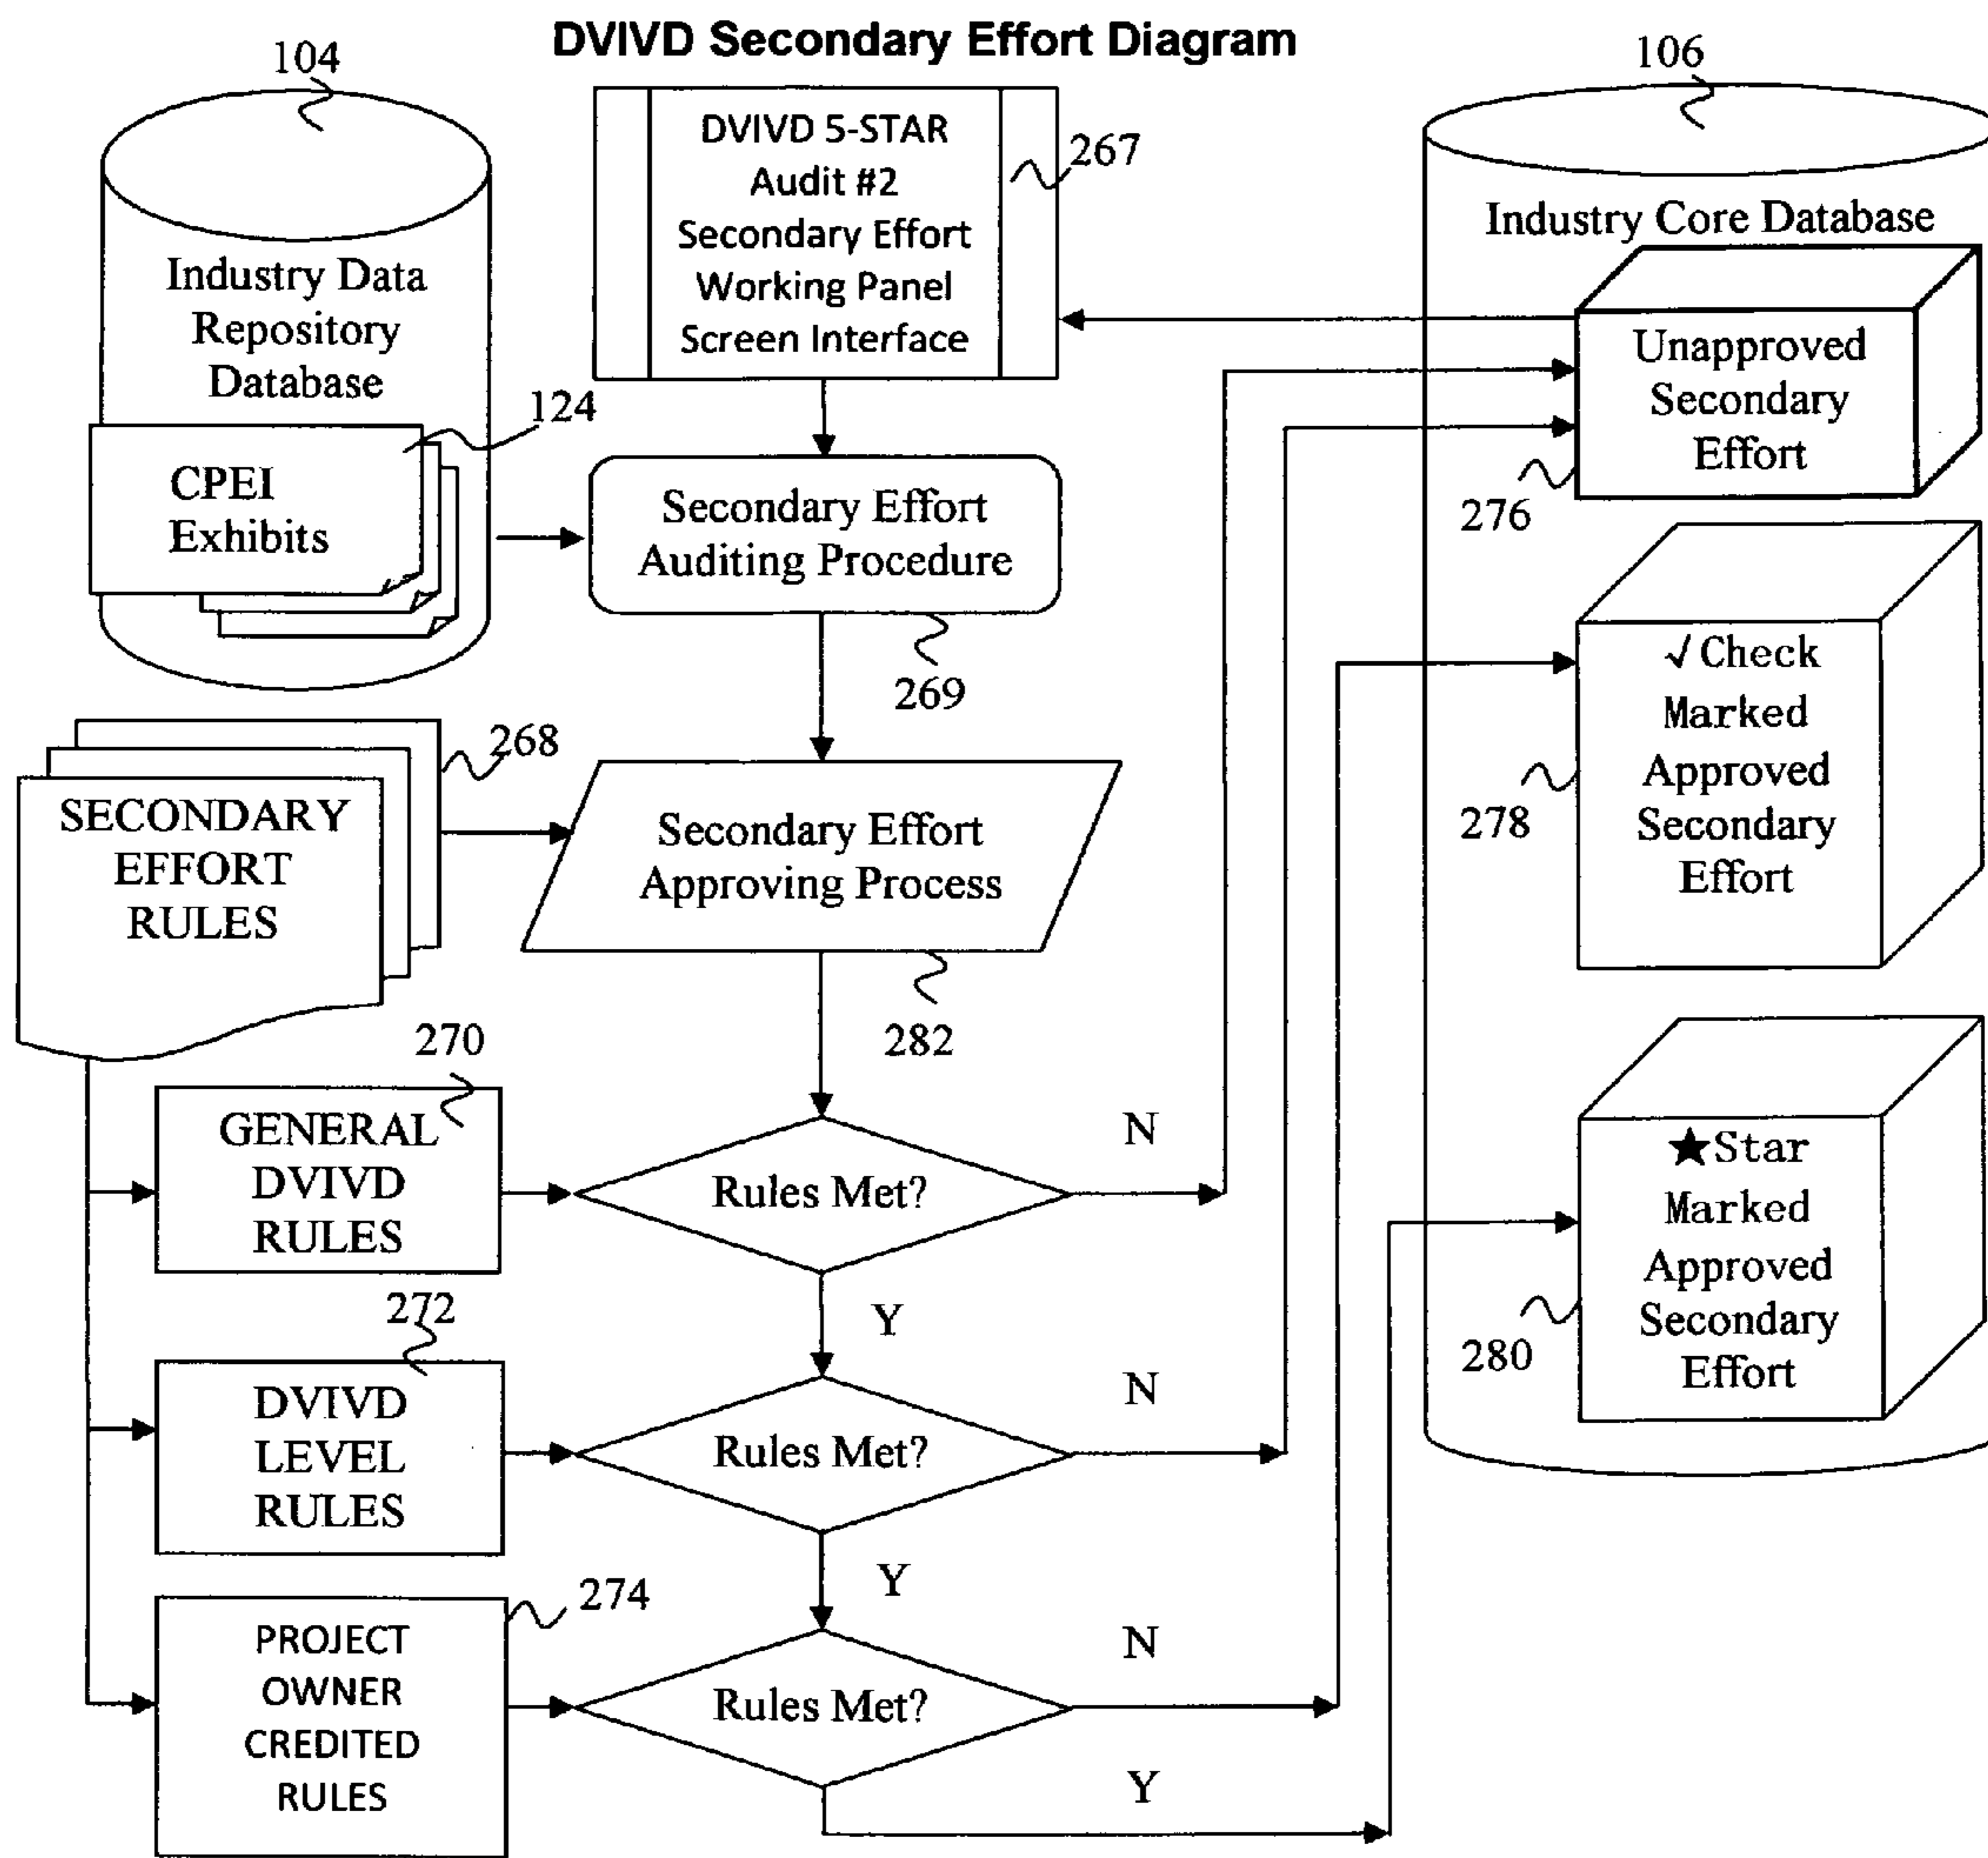 DVIVD Secondary Effort Diagram
104
106
DVIVD 5-STAR
Audit #2
Secondary Effort
Working Panel
Screen Interface
267
Industry Data
Repository
Database
124
CPEI
Exhibits
Industry Core Database
Unapproved
Secondary
Effort
276
Secondary Effort
Auditing Procedure
269
√Check
Marked
Approved
Secondary
Effort
278
268
SECONDARY
EFFORT
RULES
Secondary Effort
Approving Process
282
270
GENERAL
DVIVD
RULES
Rules Met?
N
Y
★Star
Marked
Approved
Secondary
Effort
280
272
DVIVD
LEVEL
RULES
Rules Met?
N
Y
274
PROJECT
OWNER
CREDITED
RULES
Rules Met?
N
Y